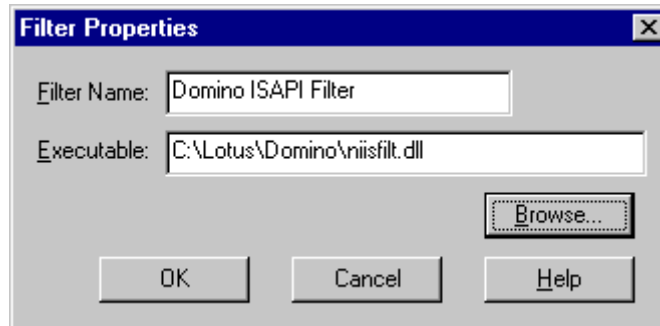 Filter Properties
Filter Name: Domino ISAPI Filter
Executable: C:\Lotus\Domino\niisfilt.dll
Browse...
OK Cancel Help